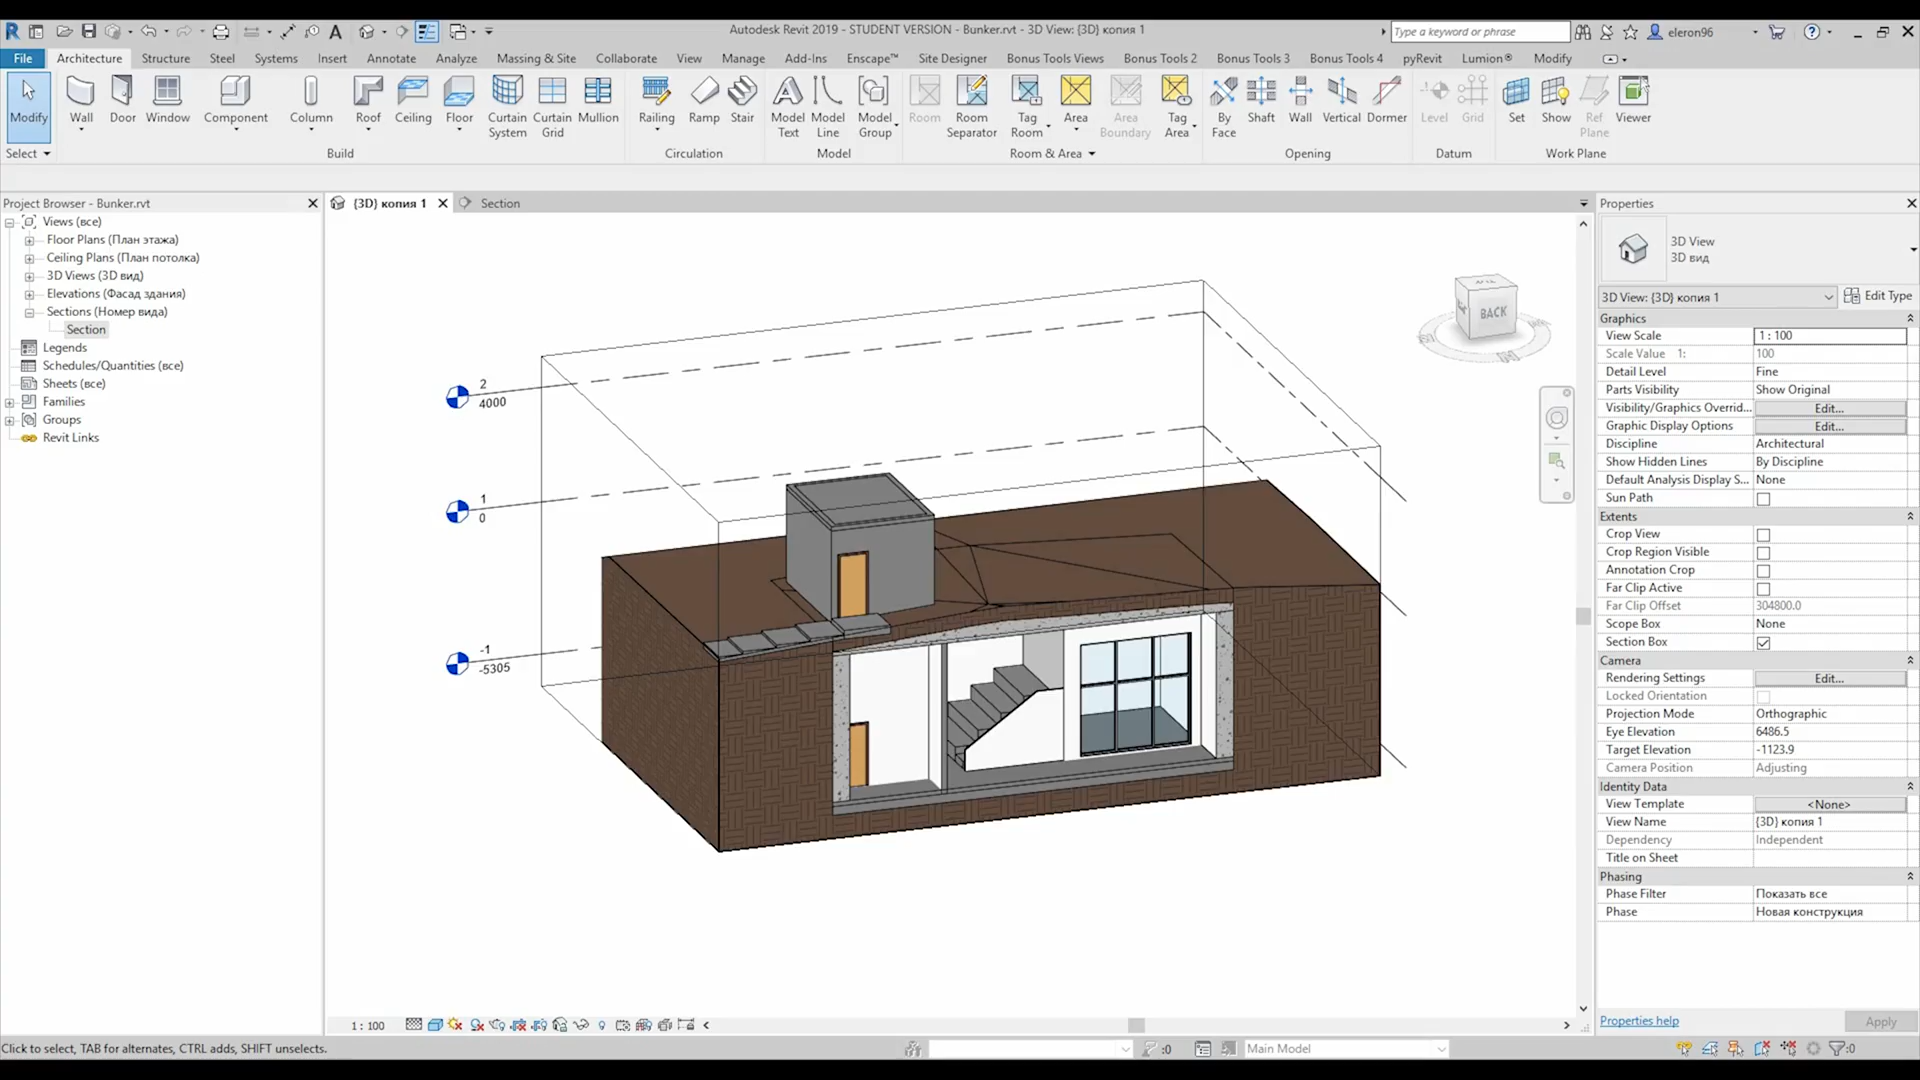 Autodesk Revit 2019 - STUDENT VERSION - Bunker.rvt - 3D View: {3D} копия 1
Type a keyword or phrase
eleron96
File Architecture Structure Steel Systems Insert Annotate Analyze Massing & Site Collaborate View Manage Add-Ins Enscape™ Site Designer Bonus Tools Views Bonus Tools 2 Bonus Tools 3 Bonus Tools 4 pyRevit Lumion® Modify
Modify Wall Door Window Component Column Roof Ceiling Floor Curtain System Curtain Grid Mullion Railing Ramp Stair Model Text Model Line Model Group Room Room Separator Tag Room Area Area Boundary Tag Area By Face Shaft Wall Vertical Dormer Level Grid Set Show Ref Plane Viewer
Select Build Circulation Model Room & Area Opening Datum Work Plane
Project Browser - Bunker.rvt
Views (все)
Floor Plans (План этажа)
Ceiling Plans (План потолка)
3D Views (3D вид)
Elevations (Фасад здания)
Sections (Номер вида)
Section
Legends
Schedules/Quantities (все)
Sheets (все)
Families
Groups
Revit Links
{3D} копия 1
Section
2
4000
1
0
-1
-5305
BACK
Properties
3D View
3D вид
3D View: {3D} копия 1 Edit Type
Graphics
View Scale 1 : 100
Scale Value 1: 100
Detail Level Fine
Parts Visibility Show Original
Visibility/Graphics Overrid... Edit...
Graphic Display Options Edit...
Discipline Architectural
Show Hidden Lines By Discipline
Default Analysis Display S... None
Sun Path
Extents
Crop View
Crop Region Visible
Annotation Crop
Far Clip Active
Far Clip Offset 304800.0
Scope Box None
Section Box
Camera
Rendering Settings Edit...
Locked Orientation
Projection Mode Orthographic
Eye Elevation 6486.5
Target Elevation -1123.9
Camera Position Adjusting
Identity Data
View Template <None>
View Name {3D} копия 1
Dependency Independent
Title on Sheet
Phasing
Phase Filter Показать все
Phase Новая конструкция
Properties help Apply
1 : 100
Click to select, TAB for alternates, CTRL adds, SHIFT unselects.
:0
Main Model
:0